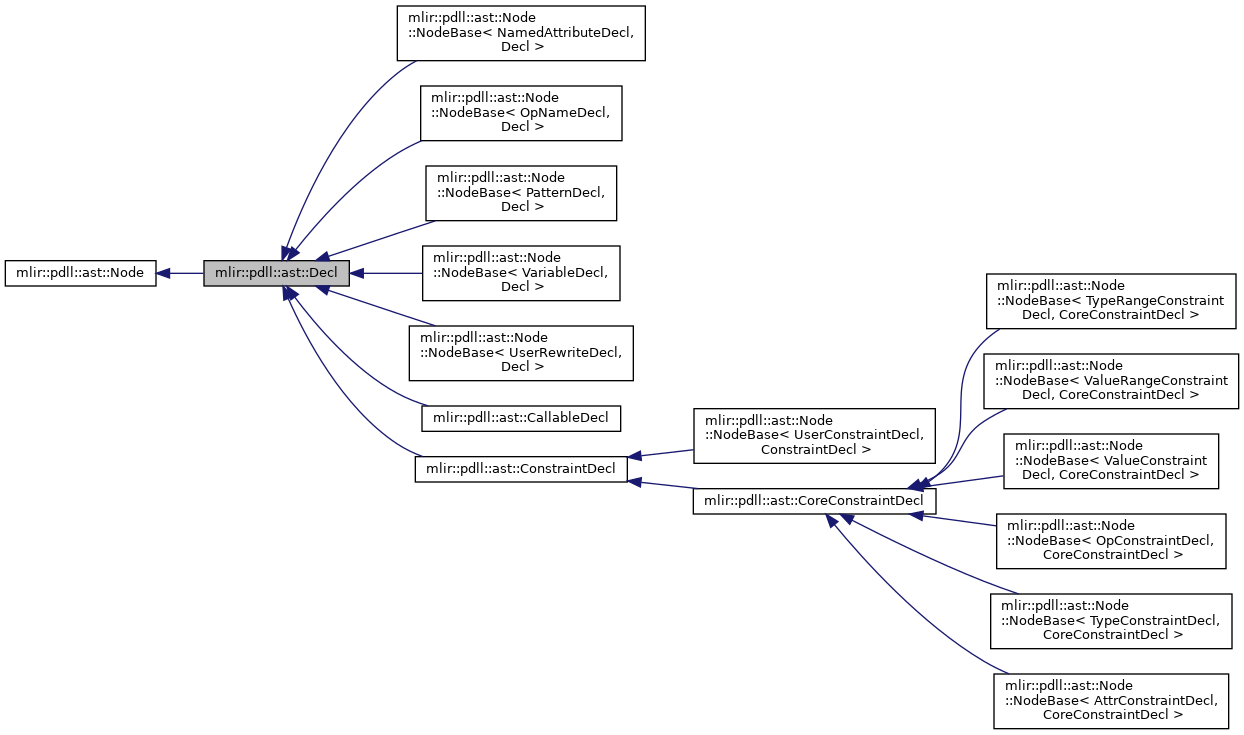 mlir::pdll::ast::Node
::NodeBase< NamedAttributeDecl,
Decl >
mlir::pdll::ast::Node
::NodeBase< OpNameDecl,
Decl >
mlir::pdll::ast::Node
::NodeBase< PatternDecl,
Decl >
mlir::pdll::ast::Node
mlir::pdll::ast::Decl
mlir::pdll::ast::Node
::NodeBase< VariableDecl,
Decl >
mlir::pdll::ast::Node
::NodeBase< UserRewriteDecl,
Decl >
mlir::pdll::ast::CallableDecl
mlir::pdll::ast::ConstraintDecl
mlir::pdll::ast::Node
::NodeBase< UserConstraintDecl,
ConstraintDecl >
mlir::pdll::ast::CoreConstraintDecl
mlir::pdll::ast::Node
::NodeBase< TypeRangeConstraint
Decl, CoreConstraintDecl >
mlir::pdll::ast::Node
::NodeBase< ValueRangeConstraint
Decl, CoreConstraintDecl >
mlir::pdll::ast::Node
::NodeBase< ValueConstraint
Decl, CoreConstraintDecl >
mlir::pdll::ast::Node
::NodeBase< OpConstraintDecl,
CoreConstraintDecl >
mlir::pdll::ast::Node
::NodeBase< TypeConstraintDecl,
CoreConstraintDecl >
mlir::pdll::ast::Node
::NodeBase< AttrConstraintDecl,
CoreConstraintDecl >